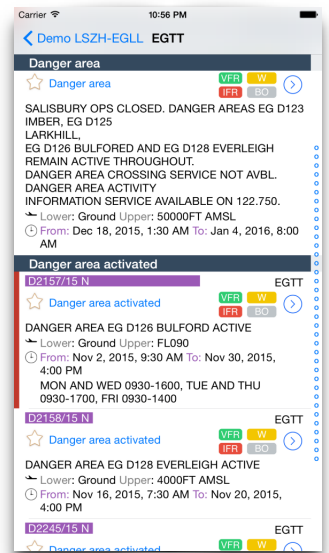 Carrier 10:56 PM
Demo LSZH-EGLL EGTT
Danger area
VFR W
Danger area
IFR BO
SALISBURY OPS CLOSED. DANGER AREAS EG D123
IMBER, EG D125
LARKHILL,
EG D126 BULFORED AND EG D128 EVERLEIGH
REMAIN ACTIVE THROUGHOUT.
DANGER AREA CROSSING SERVICE NOT AVBL.
DANGER AREA ACTIVITY
INFORMATION SERVICE AVAILABLE ON 122.750.
Lower: Ground Upper: 50000FT AMSL
From: Dec 18, 2015, 1:30 AM To: Jan 4, 2016, 8:00
AM
Danger area activated
D2157/15 N EGTT
VFR W
Danger area activated
IFR BO
DANGER AREA EG D126 BULFORD ACTIVE
Lower: Ground Upper: FL090
From: Nov 2, 2015, 9:30 AM To: Nov 30, 2015,
4:00 PM
MON AND WED 0930-1600, TUE AND THU
0930-1700, FRI 0930-1400
D2158/15 N EGTT
VFR W
Danger area activated
IFR BO
DANGER AREA EG D128 EVERLEIGH ACTIVE
Lower: Ground Upper: 4000FT AMSL
From: Nov 16, 2015, 7:30 AM To: Nov 20, 2015,
4:00 PM
D2245/15 N EGTT
VFR W
Danger area activated
IFR BO